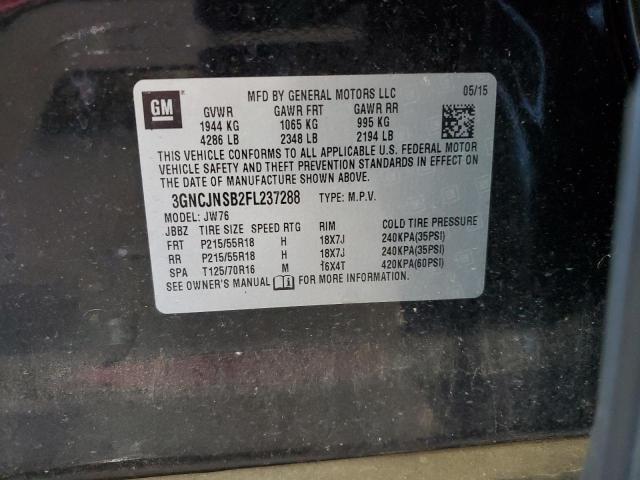 GM
MFD BY GENERAL MOTORS LLC 05/15
GVWR GAWR FRT GAWR RR
1944 KG 1065 KG 995 KG
4286 LB 2348 LB 2194 LB
THIS VEHICLE CONFORMS TO ALL APPLICABLE U.S. FEDERAL MOTOR
VEHICLE SAFETY AND THEFT PREVENTION STANDARDS IN EFFECT ON THE
DATE OF MANUFACTURE SHOWN ABOVE.
3GNCJNSB2FL237288 TYPE: M.P.V.
MODEL: JW76
JBBZ TIRE SIZE SPEED RTG RIM COLD TIRE PRESSURE
FRT P215/55R18 H 18X7J 240KPA(35PSI)
RR P215/55R18 H 18X7J 240KPA(35PSI)
SPA T125/70R16 M 16X4T 420KPA(60PSI)
SEE OWNER'S MANUAL FOR MORE INFORMATION.